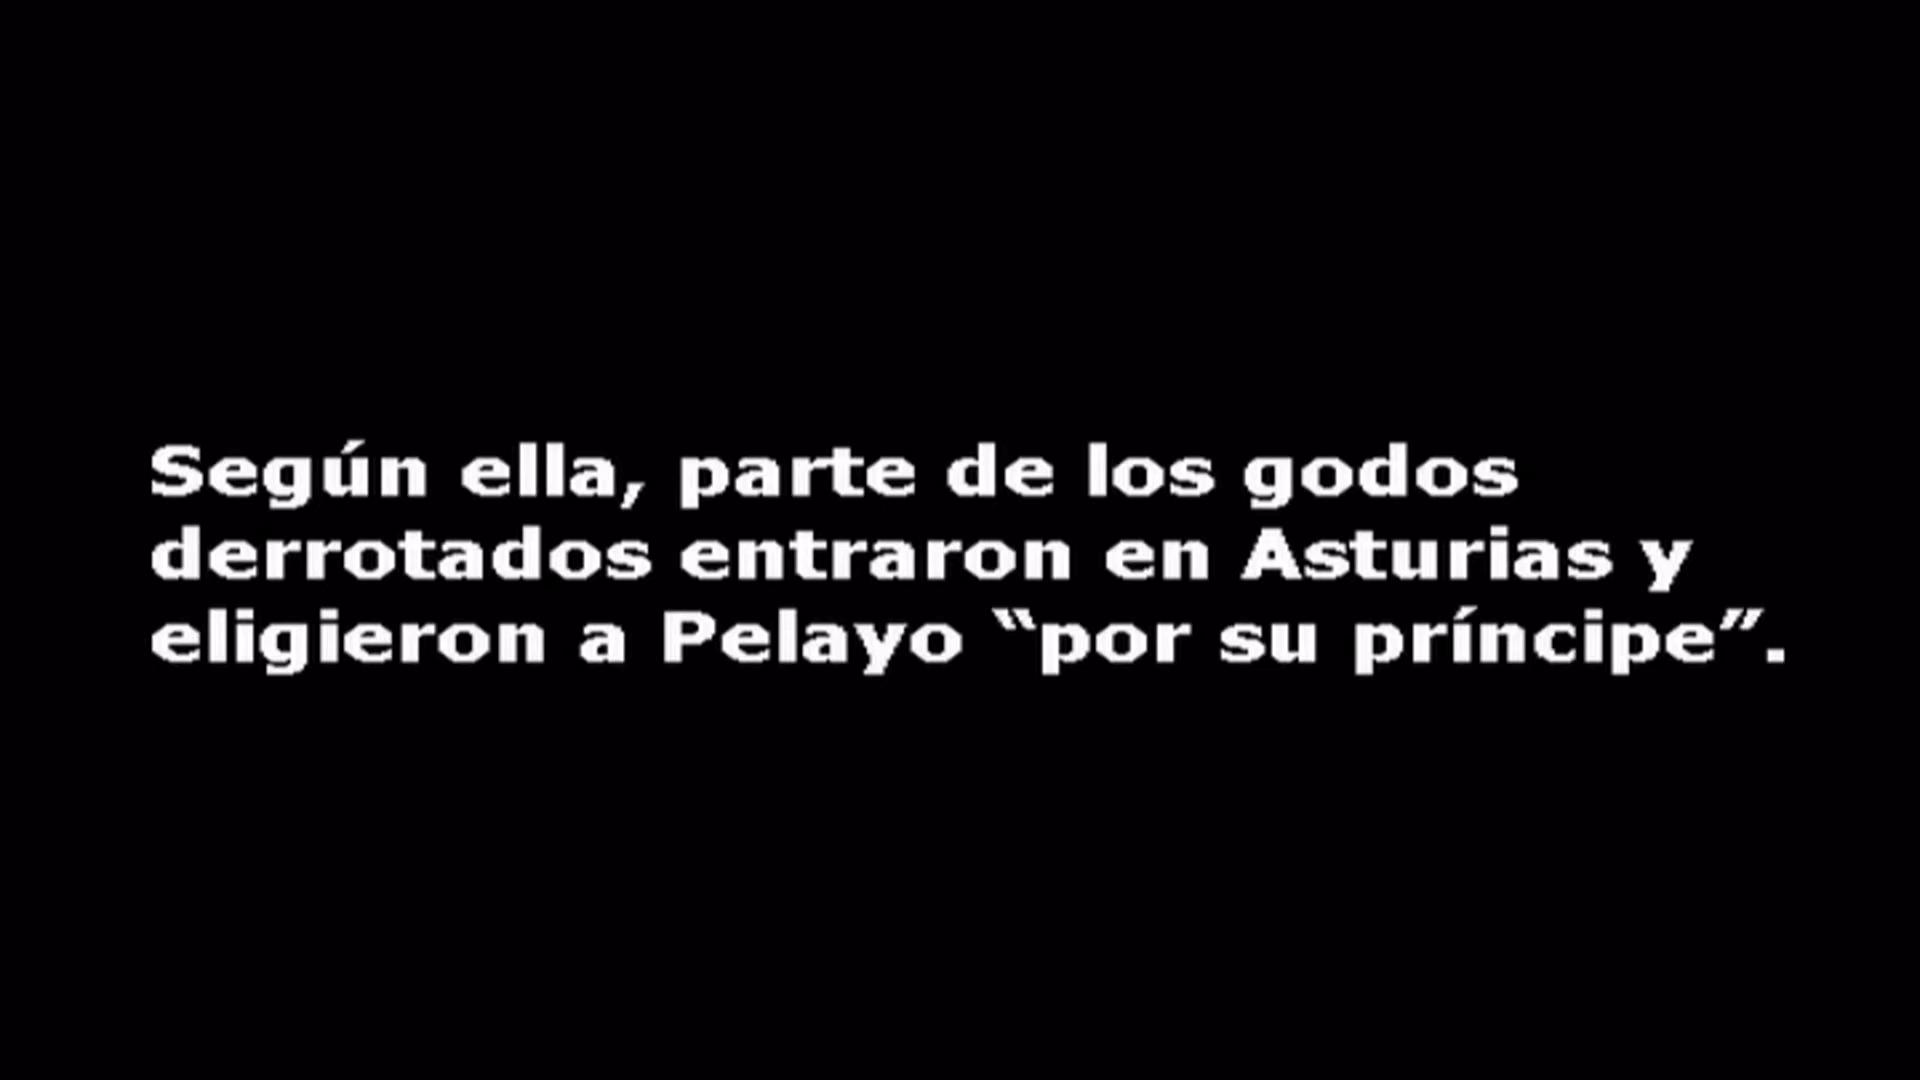 Según ella, parte de los godos
derrotados entraron en Asturias y
eligieron a Pelayo “por su príncipe”.